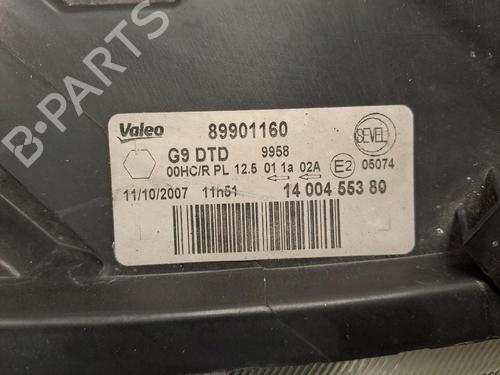 B-PARTS
Valeo 89901160 SEVEL
G9 DTD 9958
00HC/R PL 12.5 01 1a 02A E2 05074
11/10/2007 11h51 14 004 553 80